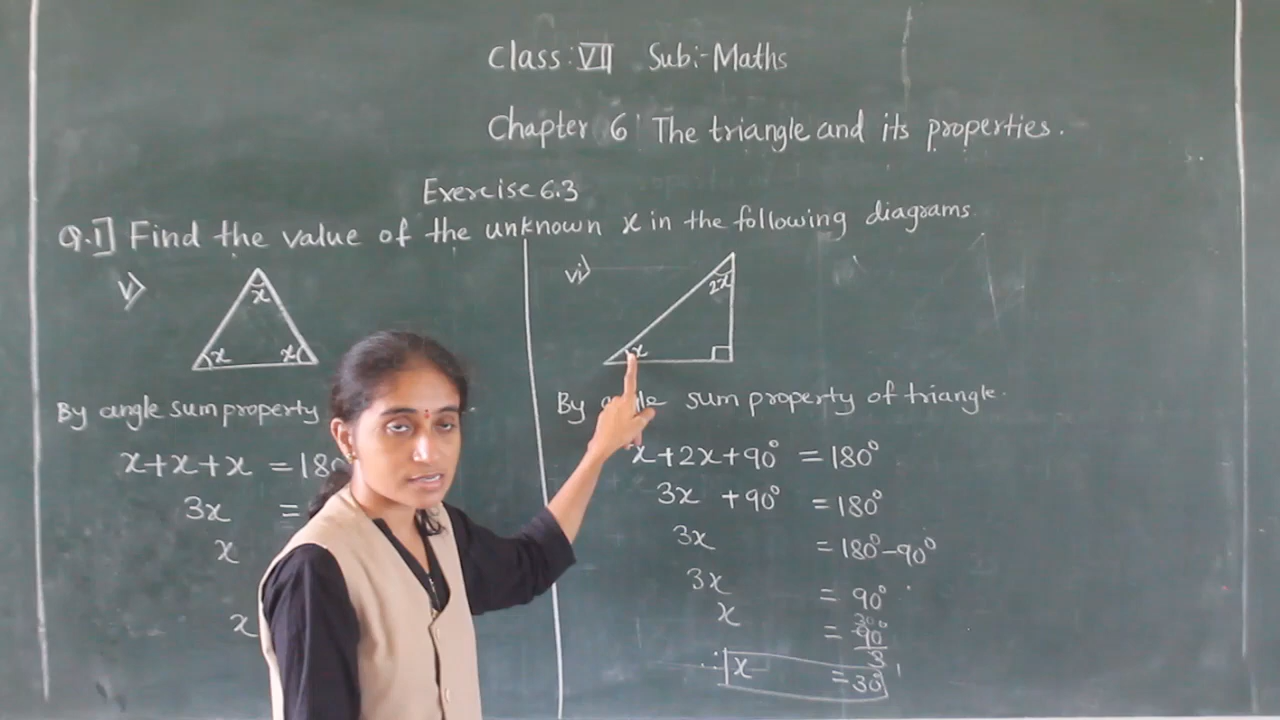 Class:VII Sub:-Maths
Chapter 6 The triangle and its properties.
Exercise 6.3
Q.1] Find the value of the unknown x in the following diagrams.
v)
x
x
x
By angle sum property
x+x+x = 180
3x =
x
x
vi)
2x
x
By angle sum property of triangle.
x+2x+90° = 180°
3x +90° = 180°
3x = 180°-90°
3x = 90°
x = 90° 30° 3
∴ x = 30°